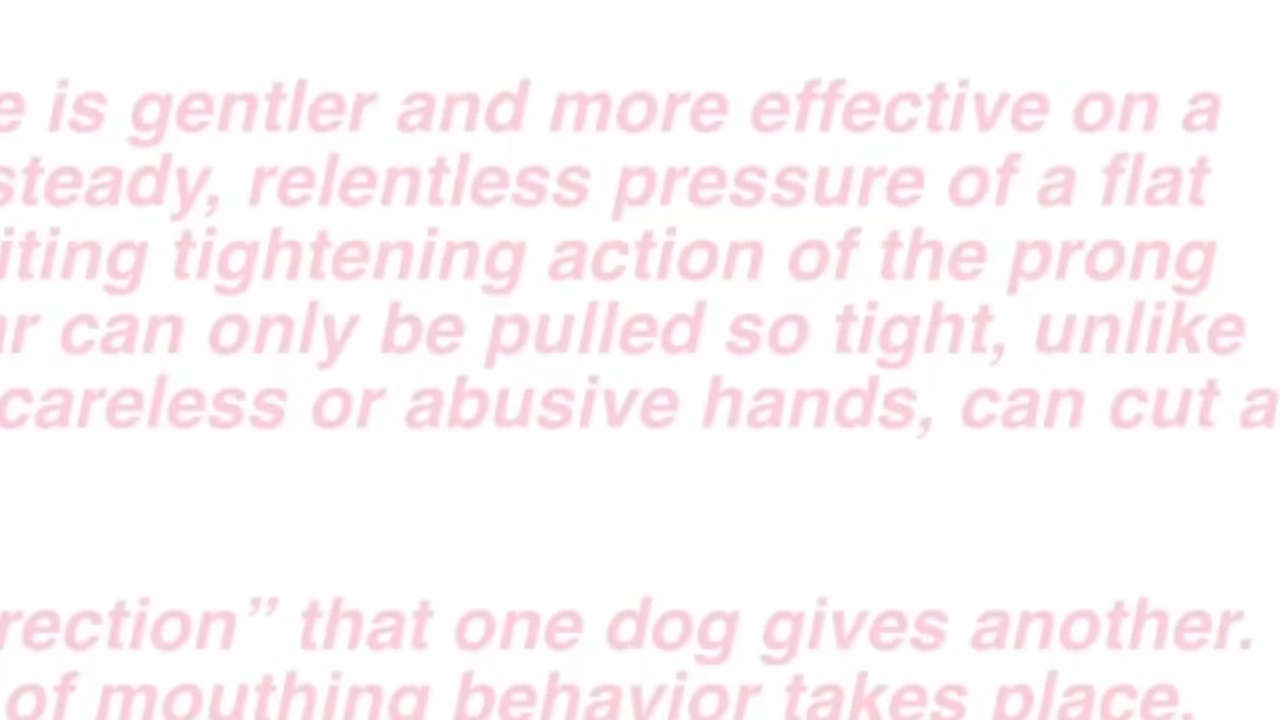 e is gentler and more effective on a
steady, relentless pressure of a flat
iting tightening action of the prong
ar can only be pulled so tight, unlike
careless or abusive hands, can cut a
rection” that one dog gives another.
of mouthing behavior takes place.